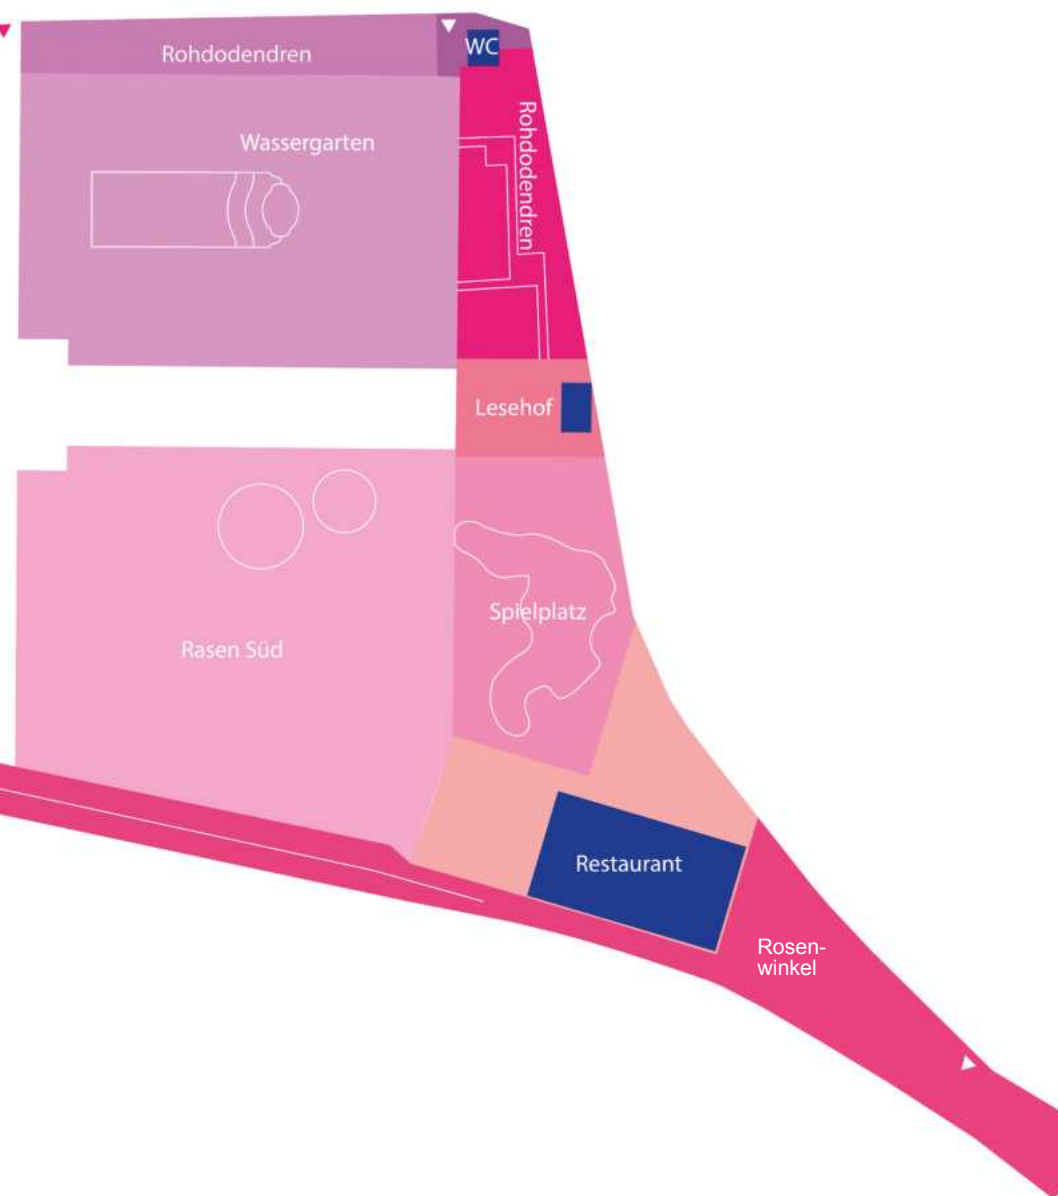 WC
Rohdodendren
Rohdodendren
Wassergarten
Lesehof
Spielplatz
Rasen Süd
Restaurant
Rosen-
winkel